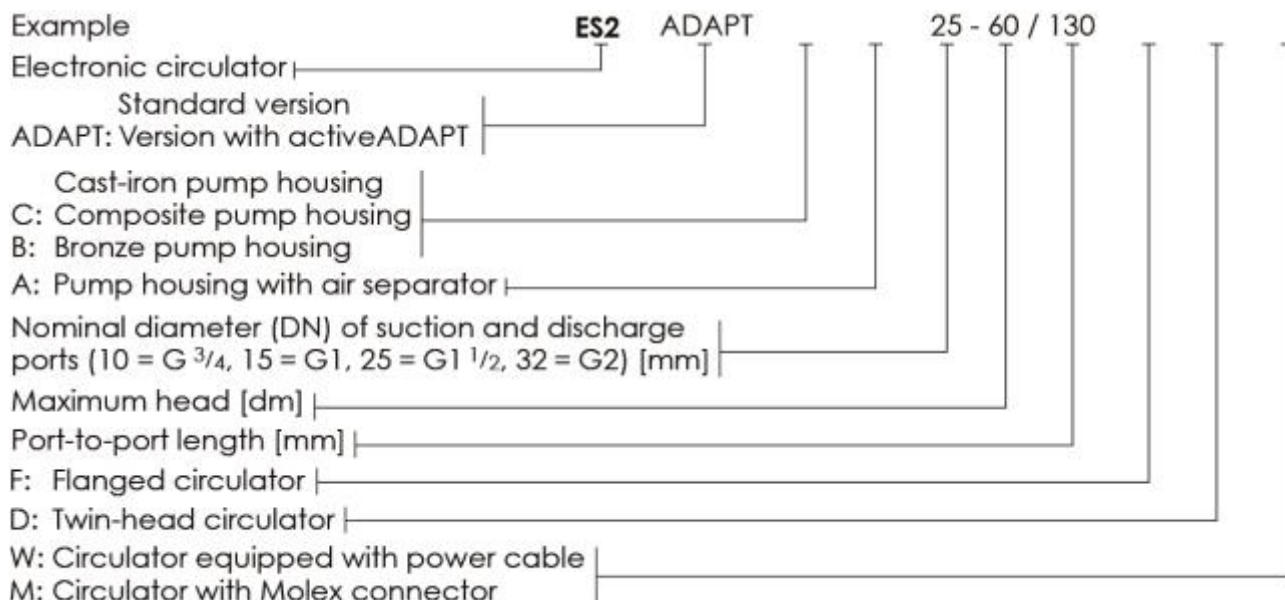 Example ES2 ADAPT 25 - 60 / 130
Electronic circulator
Standard version
ADAPT: Version with activeADAPT
Cast-iron pump housing
C: Composite pump housing
B: Bronze pump housing
A: Pump housing with air separator
Nominal diameter (DN) of suction and discharge
ports (10 = G 3/4, 15 = G1, 25 = G1 1/2, 32 = G2) [mm]
Maximum head [dm]
Port-to-port length [mm]
F: Flanged circulator
D: Twin-head circulator
W: Circulator equipped with power cable
M: Circulator with Molex connector